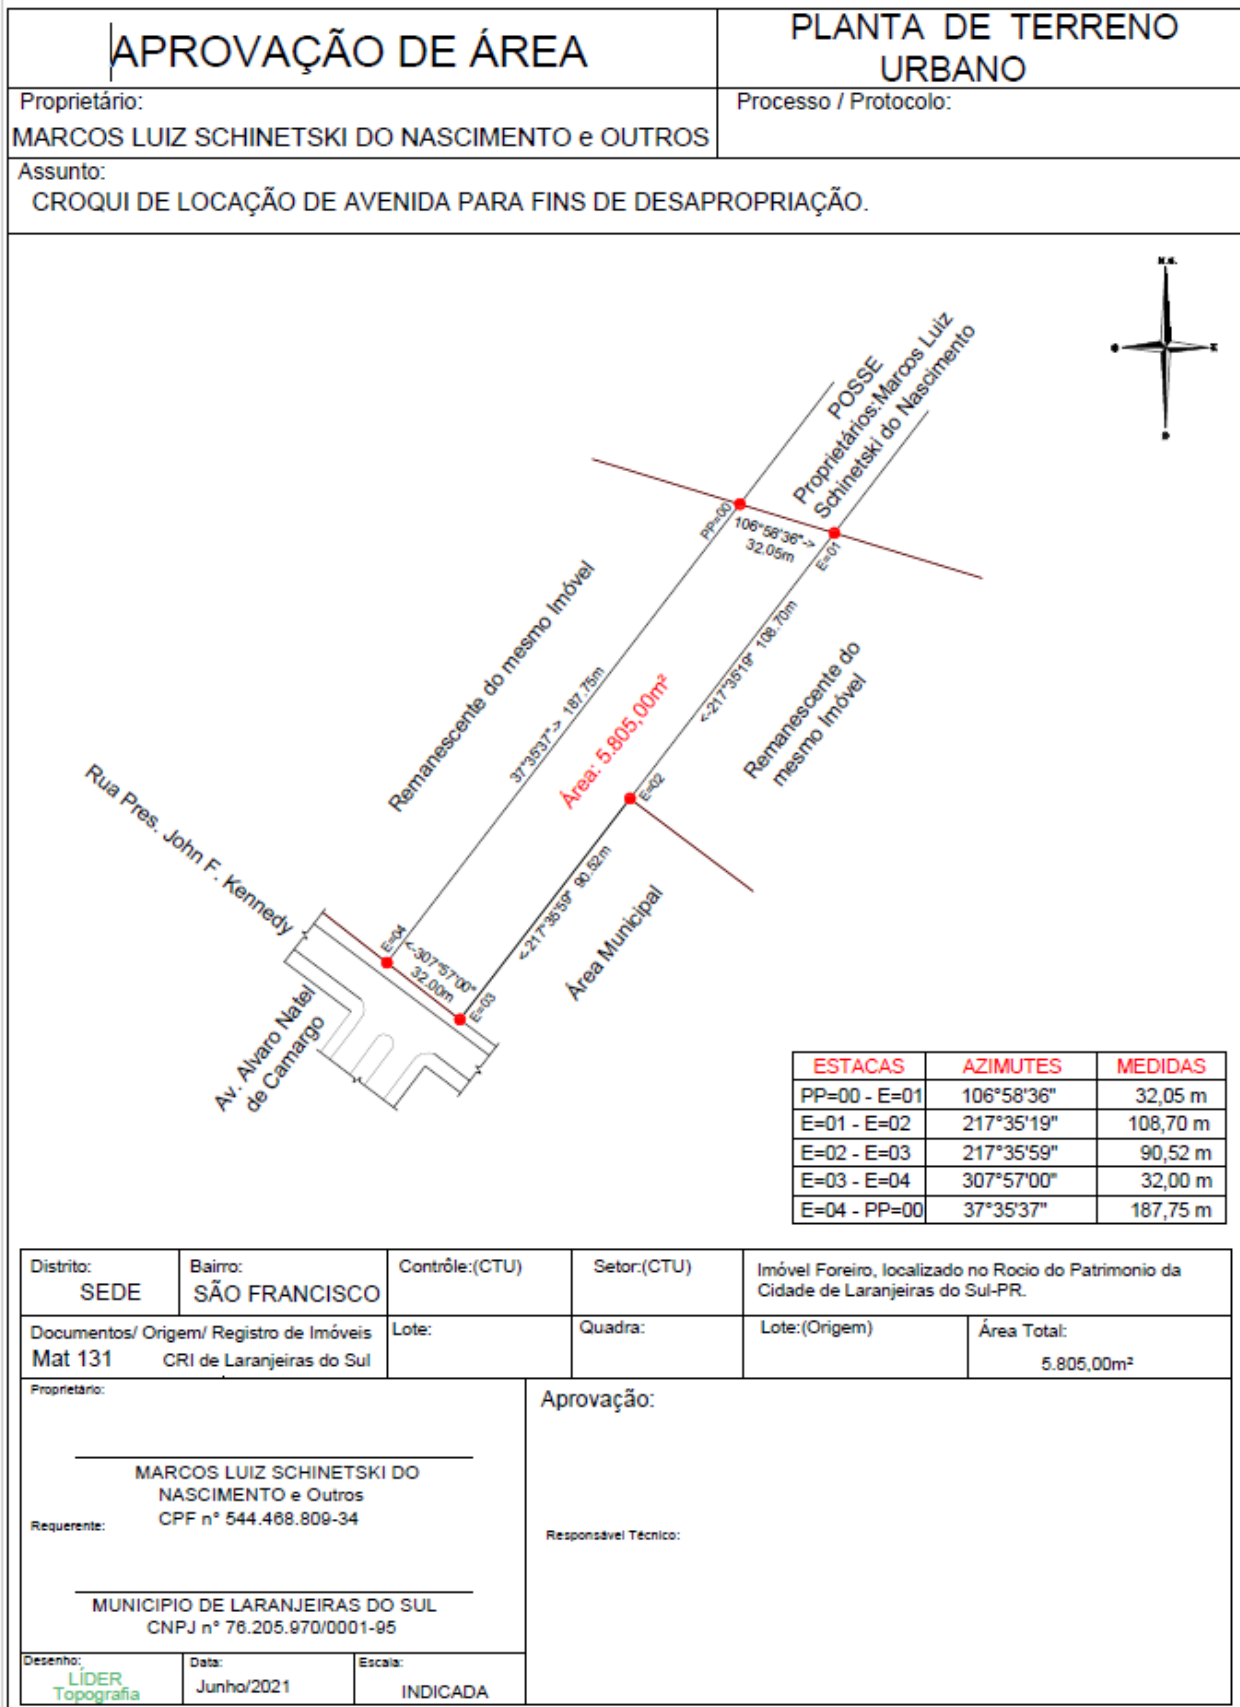 APROVAÇÃO DE ÁREA
PLANTA DE TERRENO
URBANO
Proprietário:
MARCOS LUIZ SCHINETSKI DO NASCIMENTO e OUTROS
Processo / Protocolo:
Assunto:
CROQUI DE LOCAÇÃO DE AVENIDA PARA FINS DE DESAPROPRIAÇÃO.
POSSE
Proprietários:Marcos Luiz
Schinetski do Nascimento
PP=00
106°58'36"->
32.05m
E=01
Remanescente do mesmo Imóvel
37°35'37"-> 187.75m
<-217°35'19" 108.70m
Área: 5.805,00m²
Remanescente do
mesmo Imóvel
E=02
<-217°35'59" 90.52m
Área Municipal
Rua Pres. John F. Kennedy
E=04
<-307°57'00"
32.00m
E=03
Av. Alvaro Natel
de Camargo
ESTACAS AZIMUTES MEDIDAS
PP=00 - E=01 106°58'36" 32,05 m
E=01 - E=02 217°35'19" 108,70 m
E=02 - E=03 217°35'59" 90,52 m
E=03 - E=04 307°57'00" 32,00 m
E=04 - PP=00 37°35'37" 187,75 m
Distrito:
SEDE
Bairro:
SÃO FRANCISCO
Contrôle:(CTU)
Setor:(CTU)
Imóvel Foreiro, localizado no Rocio do Patrimonio da
Cidade de Laranjeiras do Sul-PR.
Documentos/ Origem/ Registro de Imóveis
Mat 131 CRI de Laranjeiras do Sul
Lote:
Quadra:
Lote:(Origem)
Área Total:
5.805,00m²
Proprietário:
MARCOS LUIZ SCHINETSKI DO
NASCIMENTO e Outros
CPF n° 544.468.809-34
Requerente:
MUNICIPIO DE LARANJEIRAS DO SUL
CNPJ n° 76.205.970/0001-95
Aprovação:
Responsável Técnico:
Desenho:
LÍDER
Topografia
Data:
Junho/2021
Escala:
INDICADA